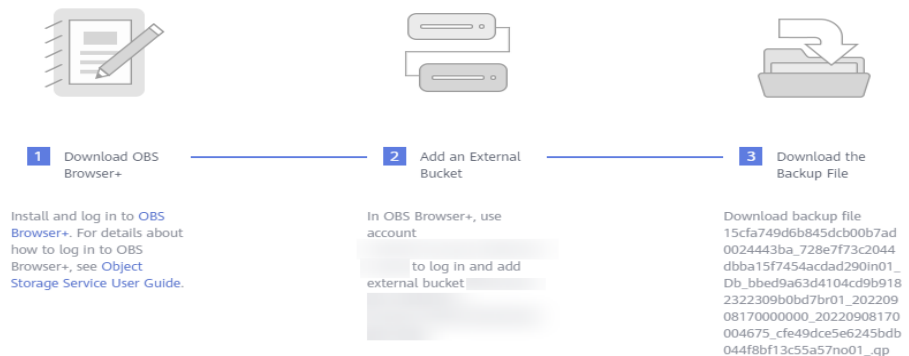 1 Download OBS
Browser+
Install and log in to OBS
Browser+. For details about
how to log in to OBS
Browser+, see Object
Storage Service User Guide.
2 Add an External
Bucket
In OBS Browser+, use
account
to log in and add
external bucket
3 Download the
Backup File
Download backup file
15cfa749d6b845dcb00b7ad
0024443ba_728e7f73c2044
dbba15f7454acdad290in01_
Db_bbed9a63d4104cd9b918
2322309b0bd7br01_202209
08170000000_20220908170
004675_cfe49dce5e6245bdb
044f8bf13c55a57no01_.qp